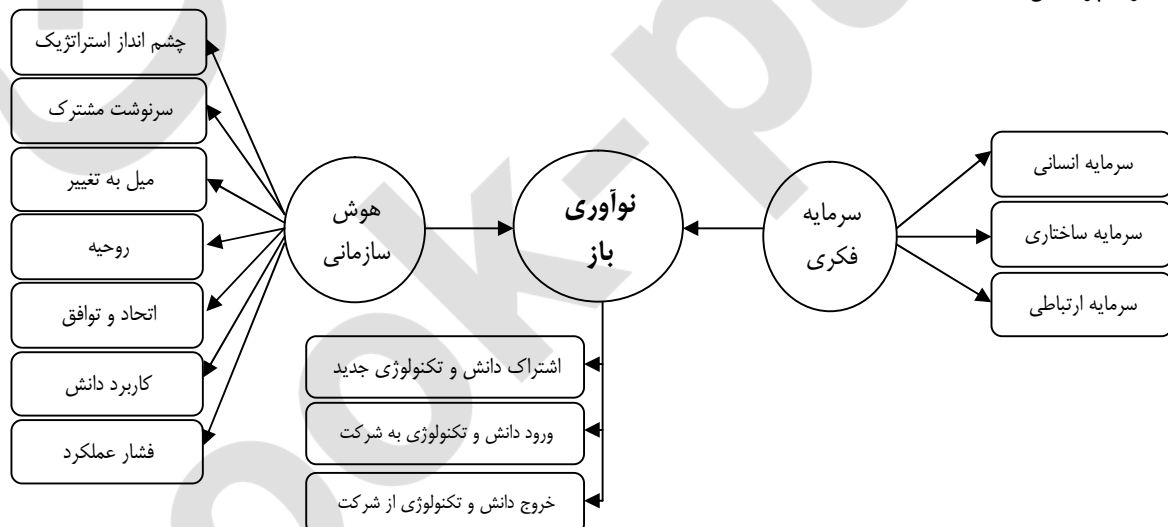 چشم انداز استراتژیک
سرنوشت مشترک
میل به تغییر
روحیه
اتحاد و توافق
کاربرد دانش
فشار عملکرد
هوش
سازمانی
نوآوری
باز
سرمایه
فکری
سرمایه انسانی
سرمایه ساختاری
سرمایه ارتباطی
اشتراک دانش و تکنولوژی جدید
ورود دانش و تکنولوژی به شرکت
خروج دانش و تکنولوژی از شرکت